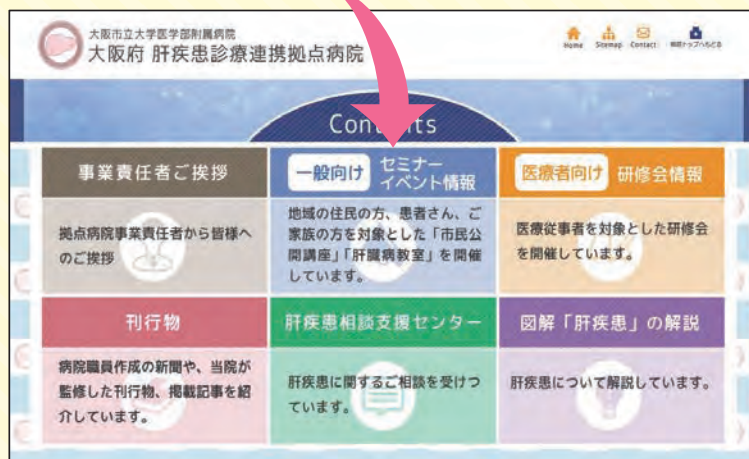 大阪市立大学医学部附属病院
大阪府 肝疾患診療連携拠点病院
Home Sitemap Contact 病院トップへもどる
Contents
事業責任者ご挨拶
拠点病院事業責任者から皆様へ
のご挨拶
一般向け セミナー
イベント情報
地域の住民の方、患者さん、ご
家族の方を対象とした「市民公
開講座」「肝臓病教室」を開催
しています。
医療者向け 研修会情報
医療従事者を対象とした研修会
を開催しています。
刊行物
病院職員作成の新聞や、当院が
監修した刊行物、掲載記事を紹
介しています。
肝疾患相談支援センター
肝疾患に関するご相談を受けつ
ています。
図解「肝疾患」の解説
肝疾患について解説しています。